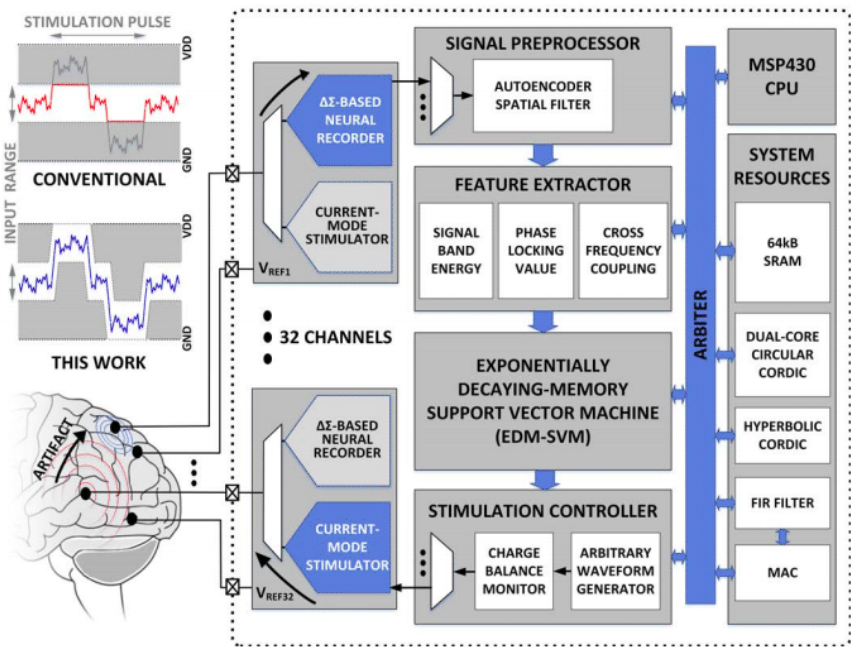 STIMULATION PULSE
VDD
GND
CONVENTIONAL
INPUT RANGE
VDD
GND
THIS WORK
ARTIFACT
ΔΣ-BASED
NEURAL
RECORDER
CURRENT-
MODE
STIMULATOR
VREF1
32 CHANNELS
ΔΣ-BASED
NEURAL
RECORDER
CURRENT-
MODE
STIMULATOR
VREF32
SIGNAL PREPROCESSOR
AUTOENCODER
SPATIAL FILTER
FEATURE EXTRACTOR
SIGNAL
BAND
ENERGY
PHASE
LOCKING
VALUE
CROSS
FREQUENCY
COUPLING
EXPONENTIALLY
DECAYING-MEMORY
SUPPORT VECTOR MACHINE
(EDM-SVM)
STIMULATION CONTROLLER
CHARGE
BALANCE
MONITOR
ARBITRARY
WAVEFORM
GENERATOR
ARBITER
MSP430
CPU
SYSTEM
RESOURCES
64kB
SRAM
DUAL-CORE
CIRCULAR
CORDIC
HYPERBOLIC
CORDIC
FIR FILTER
MAC